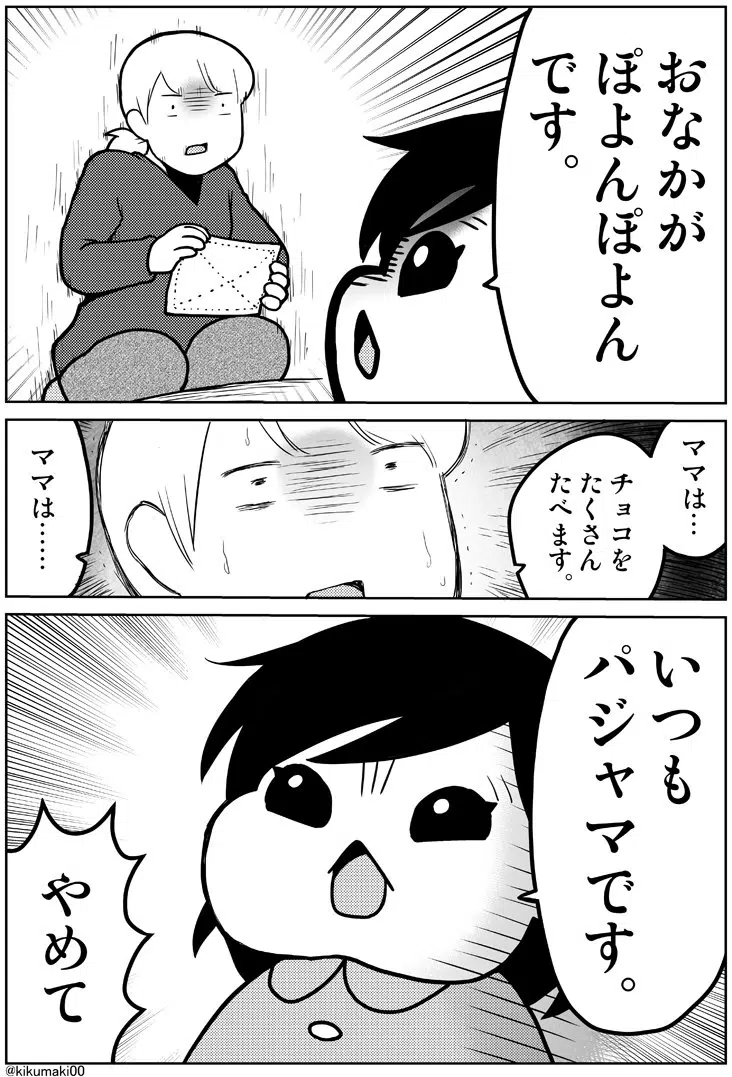 おなかが
ぽよんぽよん
です。
ママは…
チョコを
たくさん
たべます。
ママは……
いつも
パジャマです。
やめて
@kikumaki00